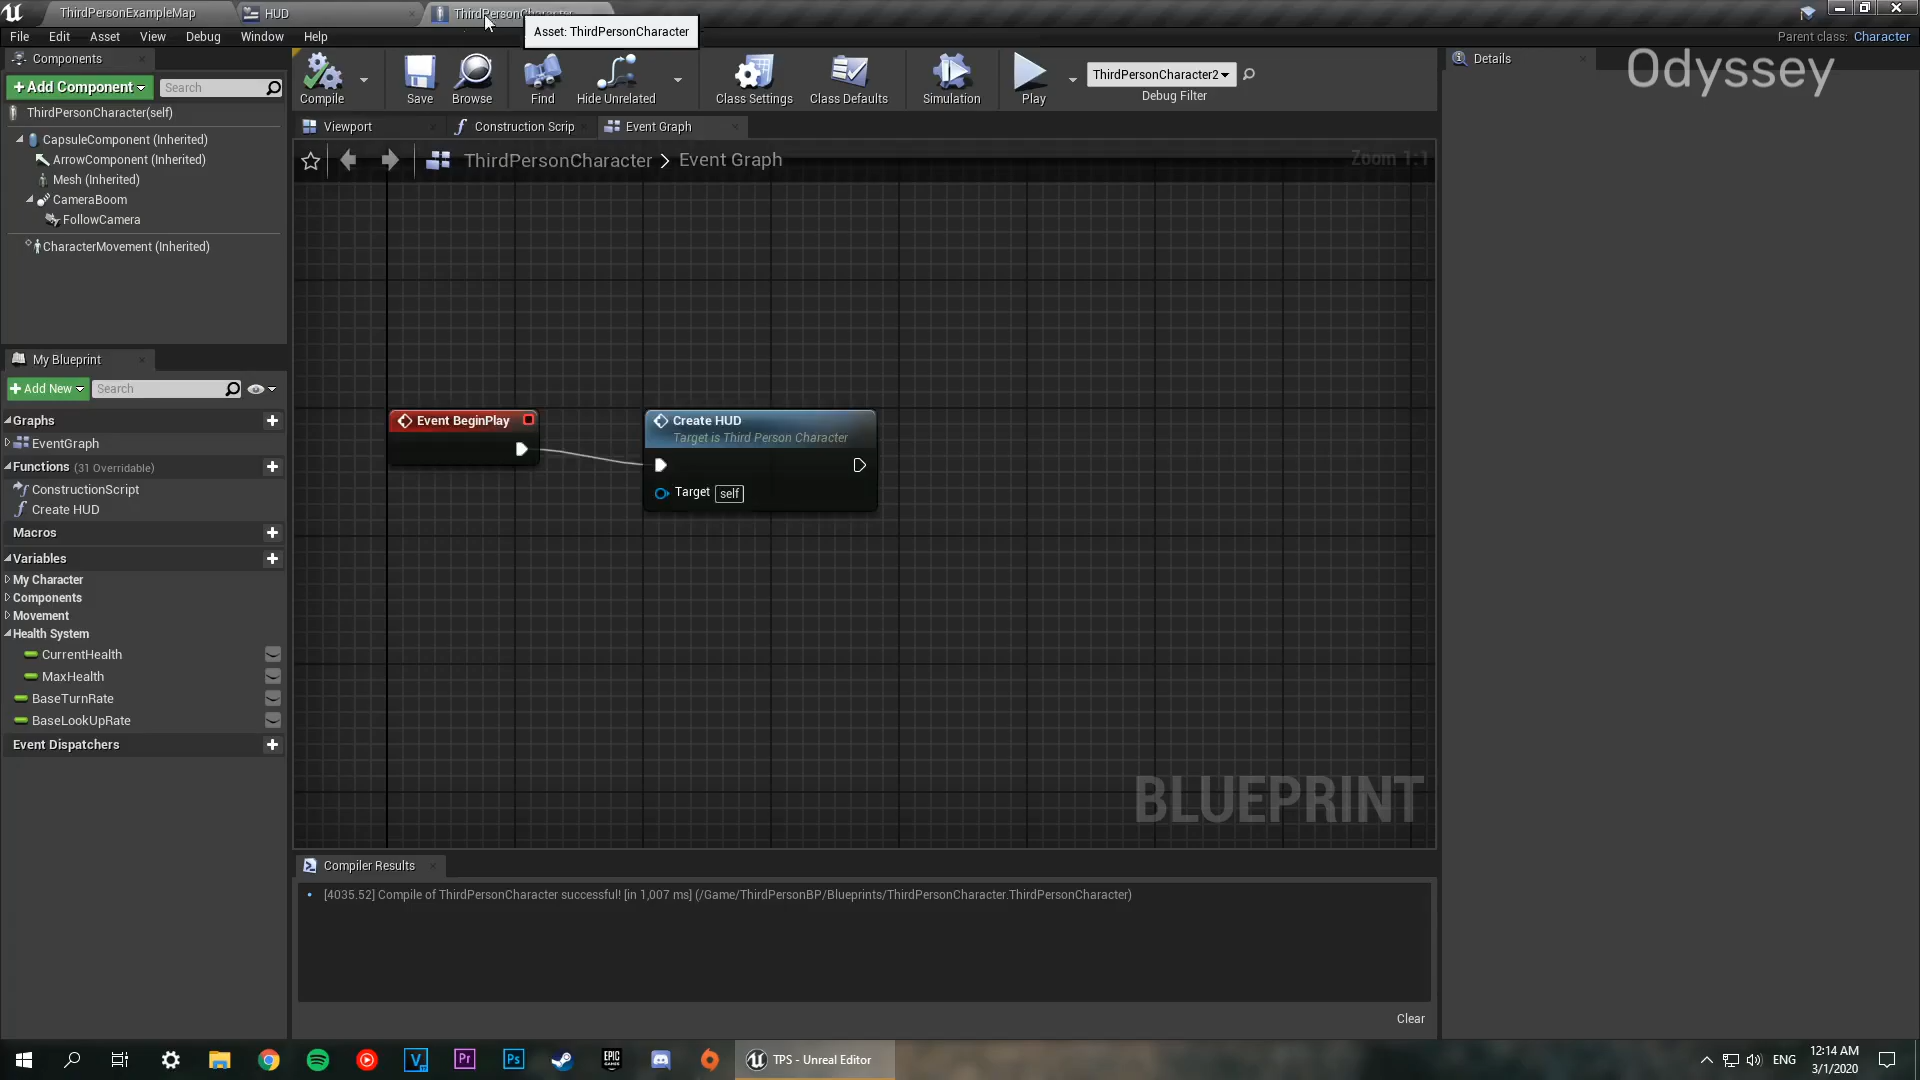 ThirdPersonExampleMap
HUD
ThirdPersonCharacter
Asset: ThirdPersonCharacter
File Edit Asset View Debug Window Help
Parent class: Character
Components
Details
Odyssey
Add Component
Search
Compile
Save
Browse
Find
Hide Unrelated
Class Settings
Class Defaults
Simulation
Play
ThirdPersonCharacter2
Debug Filter
ThirdPersonCharacter(self)
CapsuleComponent (Inherited)
ArrowComponent (Inherited)
Mesh (Inherited)
CameraBoom
FollowCamera
CharacterMovement (Inherited)
Viewport
Construction Scrip
Event Graph
ThirdPersonCharacter > Event Graph
Zoom 1:1
My Blueprint
Add New
Search
Graphs
EventGraph
Functions (31 Overridable)
ConstructionScript
Create HUD
Macros
Variables
My Character
Components
Movement
Health System
CurrentHealth
MaxHealth
BaseTurnRate
BaseLookUpRate
Event Dispatchers
Event BeginPlay
Create HUD
Target is Third Person Character
Target self
BLUEPRINT
Compiler Results
[4035.52] Compile of ThirdPersonCharacter successful! [in 1,007 ms] (/Game/ThirdPersonBP/Blueprints/ThirdPersonCharacter.ThirdPersonCharacter)
Clear
V
Pr
Ps
EPIC GAMES
TPS - Unreal Editor
ENG
12:14 AM
3/1/2020